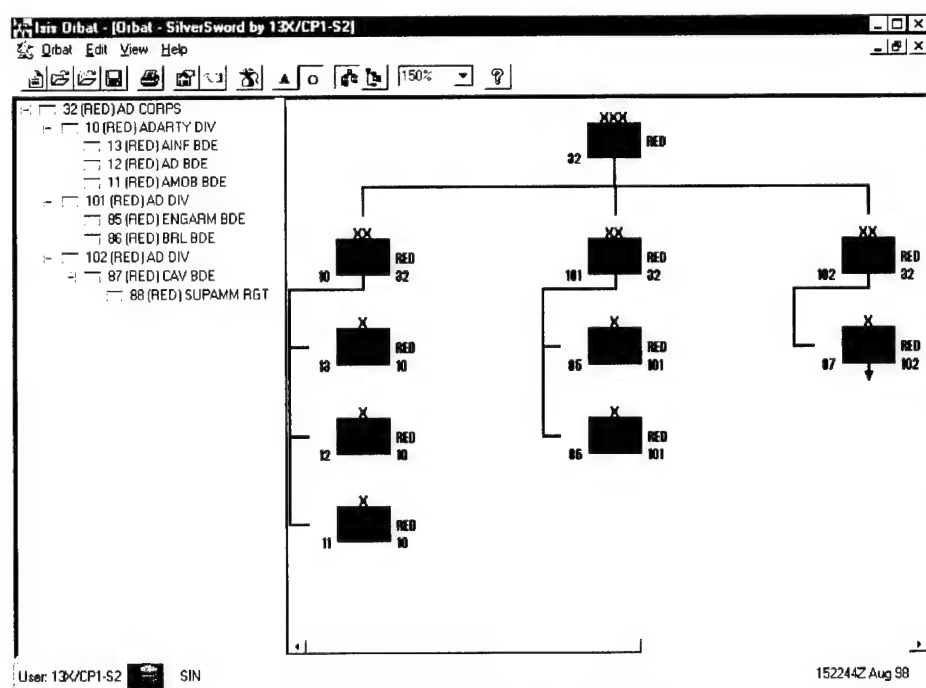 Isis Orbat - [Orbat - SilverSword by 13X/CP1-S2]
Orbat Edit View Help
A O 150%
32 (RED) AD CORPS
10 (RED) ADARTY DIV
13 (RED) AINF BDE
12 (RED) AD BDE
11 (RED) AMOB BDE
101 (RED) AD DIV
85 (RED) ENGARM BDE
86 (RED) BRL BDE
102 (RED) AD DIV
87 (RED) CAV BDE
88 (RED) SUPAMM RGT
XXX
RED
32
XX XX XX
RED RED RED
10 32 101 32 102 32
X X X
RED RED RED
13 10 101 87 102
X X
RED RED
12 10 101
X
RED
11 10
User: 13X/CP1-S2 SIN 152244Z Aug 98